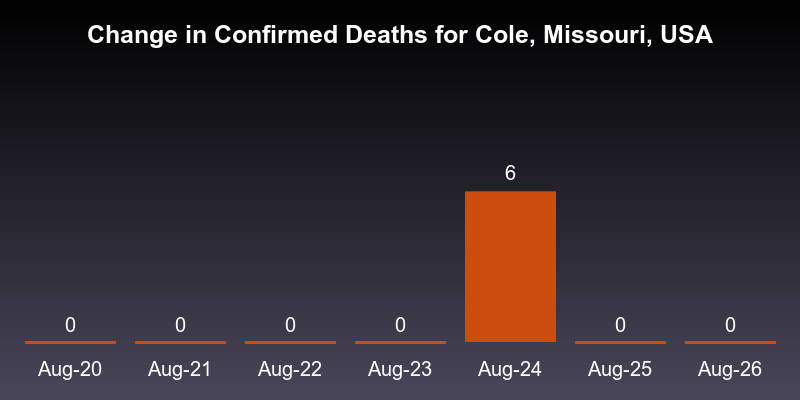 Change in Confirmed Deaths for Cole, Missouri, USA
6
0 0 0 0 0 0
Aug-20 Aug-21 Aug-22 Aug-23 Aug-24 Aug-25 Aug-26